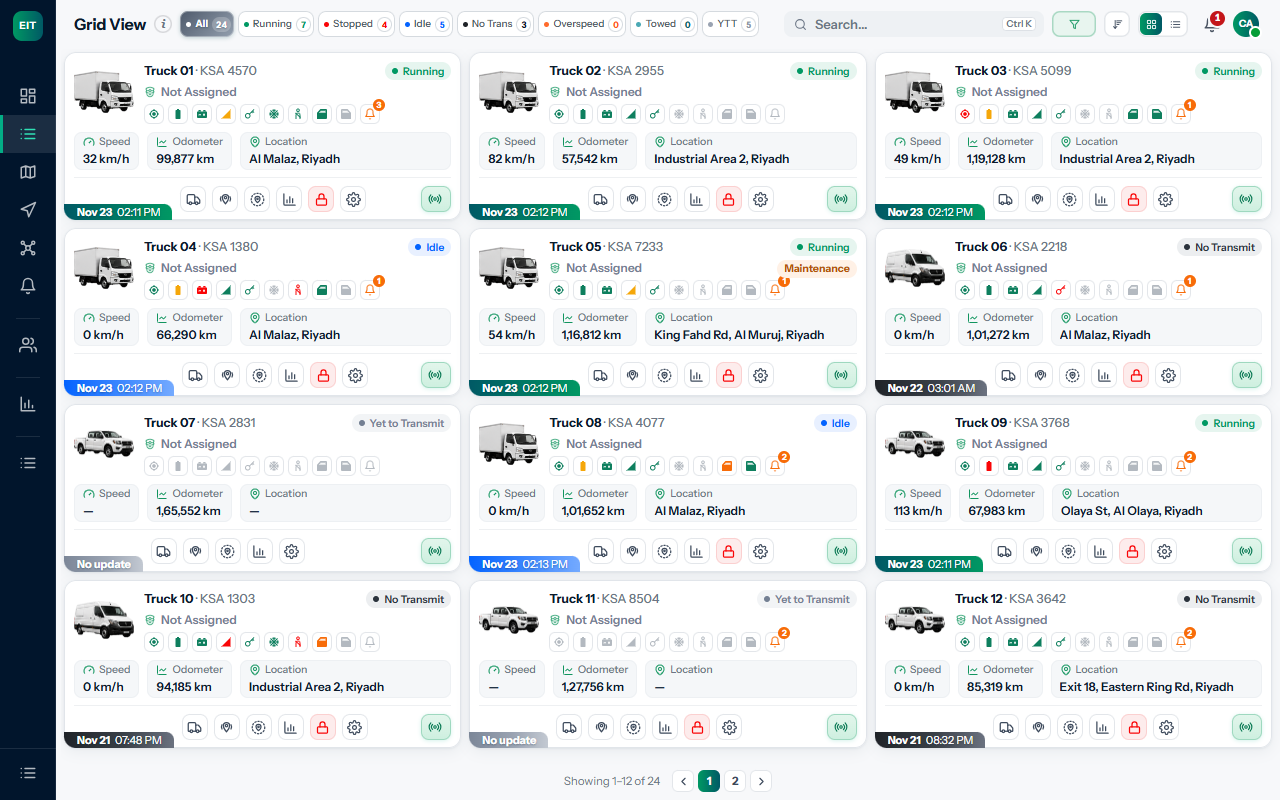 EIT
Grid View
All 24
Running 7
Stopped 4
Idle 5
No Trans 3
Overspeed 0
Towed 0
YTT 5
Search...
Ctrl K
1
CA
Truck 01 · KSA 4570
Running
Not Assigned
3
Speed
32 km/h
Odometer
99,877 km
Location
Al Malaz, Riyadh
Nov 23 02:11 PM
Truck 02 · KSA 2955
Running
Not Assigned
Speed
82 km/h
Odometer
57,542 km
Location
Industrial Area 2, Riyadh
Nov 23 02:12 PM
Truck 03 · KSA 5099
Running
Not Assigned
1
Speed
49 km/h
Odometer
1,19,128 km
Location
Industrial Area 2, Riyadh
Nov 23 02:12 PM
Truck 04 · KSA 1380
Idle
Not Assigned
1
Speed
0 km/h
Odometer
66,290 km
Location
Al Malaz, Riyadh
Nov 23 02:12 PM
Truck 05 · KSA 7233
Running
Not Assigned
Maintenance
1
Speed
54 km/h
Odometer
1,16,812 km
Location
King Fahd Rd, Al Muruj, Riyadh
Nov 23 02:12 PM
Truck 06 · KSA 2218
No Transmit
Not Assigned
1
Speed
0 km/h
Odometer
1,01,272 km
Location
Al Malaz, Riyadh
Nov 22 03:01 AM
Truck 07 · KSA 2831
Yet to Transmit
Not Assigned
Speed
—
Odometer
1,65,552 km
Location
—
No update
Truck 08 · KSA 4077
Idle
Not Assigned
2
Speed
0 km/h
Odometer
1,01,652 km
Location
Al Malaz, Riyadh
Nov 23 02:13 PM
Truck 09 · KSA 3768
Running
Not Assigned
2
Speed
113 km/h
Odometer
67,983 km
Location
Olaya St, Al Olaya, Riyadh
Nov 23 02:11 PM
Truck 10 · KSA 1303
No Transmit
Not Assigned
Speed
0 km/h
Odometer
94,185 km
Location
Industrial Area 2, Riyadh
Nov 21 07:48 PM
Truck 11 · KSA 8504
Yet to Transmit
Not Assigned
2
Speed
—
Odometer
1,27,756 km
Location
—
No update
Truck 12 · KSA 3642
No Transmit
Not Assigned
2
Speed
0 km/h
Odometer
85,319 km
Location
Exit 18, Eastern Ring Rd, Riyadh
Nov 21 08:32 PM
Showing 1–12 of 24
1
2